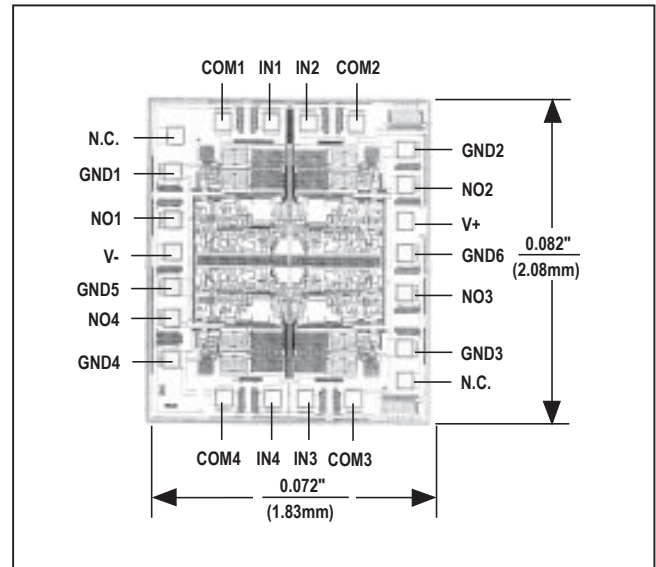 COM1 IN1 IN2 COM2
N.C.
GND1
NO1
V-
GND5
NO4
GND4
GND2
NO2
V+
GND6
NO3
GND3
N.C.
0.082"
(2.08mm)
COM4 IN4 IN3 COM3
0.072"
(1.83mm)